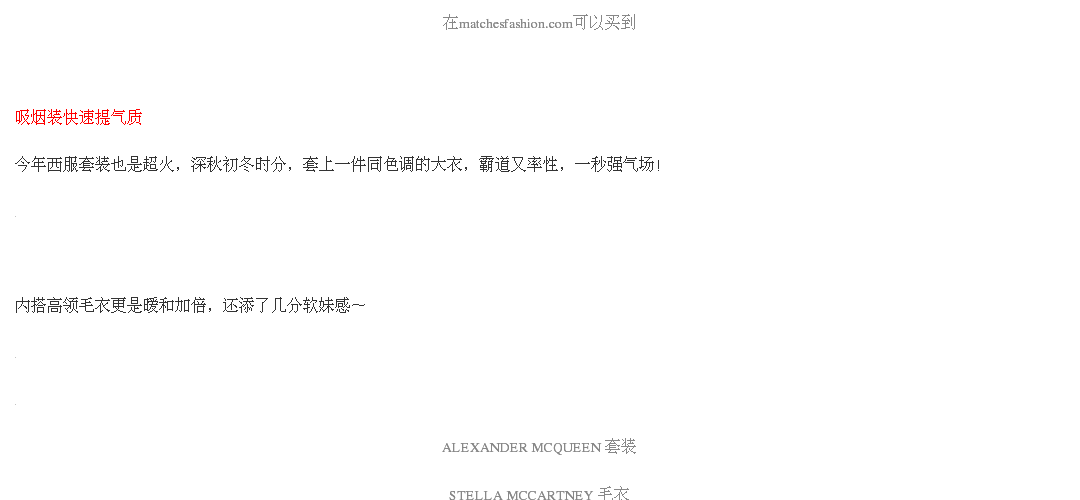 在matchesfashion.com可以买到
吸烟装快速提气质
今年西服套装也是超火，深秋初冬时分，套上一件同色调的大衣，霸道又率性，一秒强气场！
内搭高领毛衣更是暖和加倍，还添了几分软妹感～
ALEXANDER MCQUEEN 套装
STELLA MCCARTNEY 毛衣